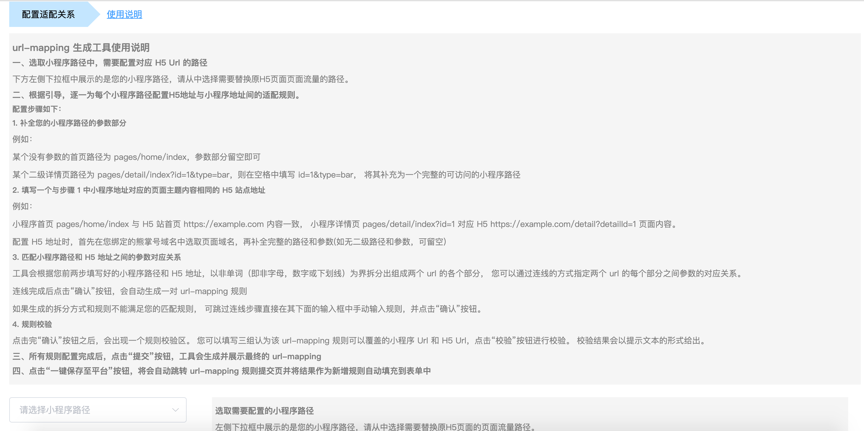 配置适配关系
使用说明
url-mapping 生成工具使用说明
一、选取小程序路径中，需要配置对应 H5 Url 的路径
下方左侧下拉框中展示的是您的小程序路径，请从中选择需要替换原H5页面页面流量的路径。
二、根据引导，逐一为每个小程序路径配置H5地址与小程序地址间的适配规则。
配置步骤如下：
1. 补全您的小程序路径的参数部分
例如：
某个没有参数的首页路径为 pages/home/index，参数部分留空即可
某个二级详情页路径为 pages/detail/index?id=1&type=bar，则在空格中填写 id=1&type=bar， 将其补充为一个完整的可访问的小程序路径
2. 填写一个与步骤 1 中小程序地址对应的页面主题内容相同的 H5 站点地址
例如：
小程序首页 pages/home/index 与 H5 站首页 https://example.com 内容一致， 小程序详情页 pages/detail/index?id=1 对应 H5 https://example.com/detail?detailId=1 页面内容。
配置 H5 地址时，首先在您绑定的熊掌号域名中选取页面域名，再补全完整的路径和参数(如无二级路径和参数，可留空)
3. 匹配小程序路径和 H5 地址之间的参数对应关系
工具会根据您前两步填写好的小程序路径和 H5 地址，以非单词（即非字母，数字或下划线）为界拆分出组成两个 url 的各个部分， 您可以通过连线的方式指定两个 url 的每个部分之间参数的对应关系。
连线完成后点击“确认”按钮，会自动生成一对 url-mapping 规则
如果生成的拆分方式和规则不能满足您的匹配规则， 可跳过连线步骤直接在其下面的输入框中手动输入规则，并点击“确认”按钮。
4. 规则校验
点击完“确认”按钮之后，会出现一个规则校验区。 您可以填写三组认为该 url-mapping 规则可以覆盖的小程序 Url 和 H5 Url，点击“校验”按钮进行校验。 校验结果会以提示文本的形式给出。
三、所有规则配置完成后，点击“提交”按钮，工具会生成并展示最终的 url-mapping
四、点击“一键保存至平台”按钮，将会自动跳转 url-mapping 规则提交页并将结果作为新增规则自动填充到表单中
请选择小程序路径
选取需要配置的小程序路径
左侧下拉框中展示的是您的小程序路径，请从中选择需要替换原H5页面的页面流量路径。